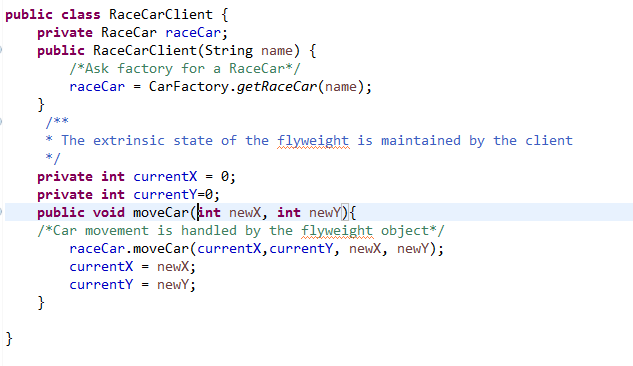 public class RaceCarClient {
    private RaceCar raceCar;
    public RaceCarClient(String name) {
        /*Ask factory for a RaceCar*/
        raceCar = CarFactory.getRaceCar(name);
    }
     /**
     * The extrinsic state of the flyweight is maintained by the client
     */
    private int currentX = 0;
    private int currentY=0;
    public void moveCar(int newX, int newY){
    /*Car movement is handled by the flyweight object*/
        raceCar.moveCar(currentX,currentY, newX, newY);
        currentX = newX;
        currentY = newY;
    }
}